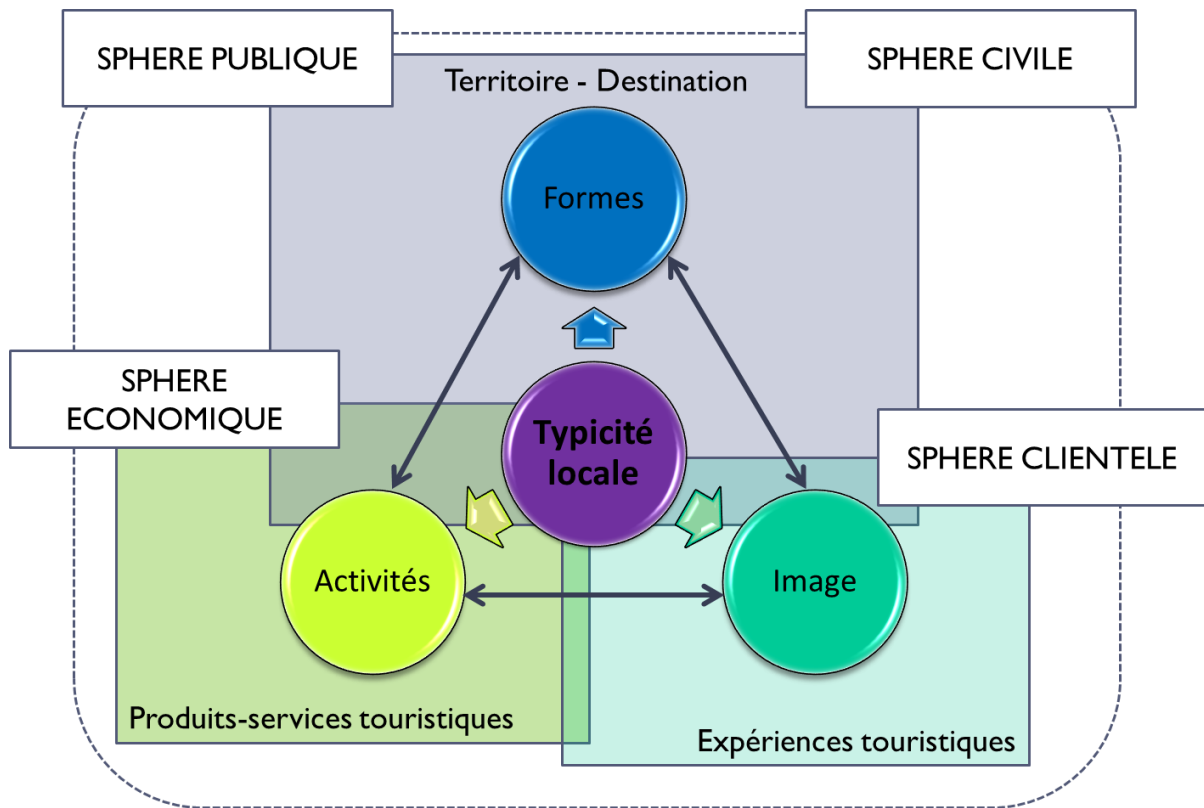 SPHERE PUBLIQUE
SPHERE CIVILE
Territoire - Destination
Formes
SPHERE
ECONOMIQUE
Typicité
locale
SPHERE CLIENTELE
Activités
Image
Produits-services touristiques
Expériences touristiques